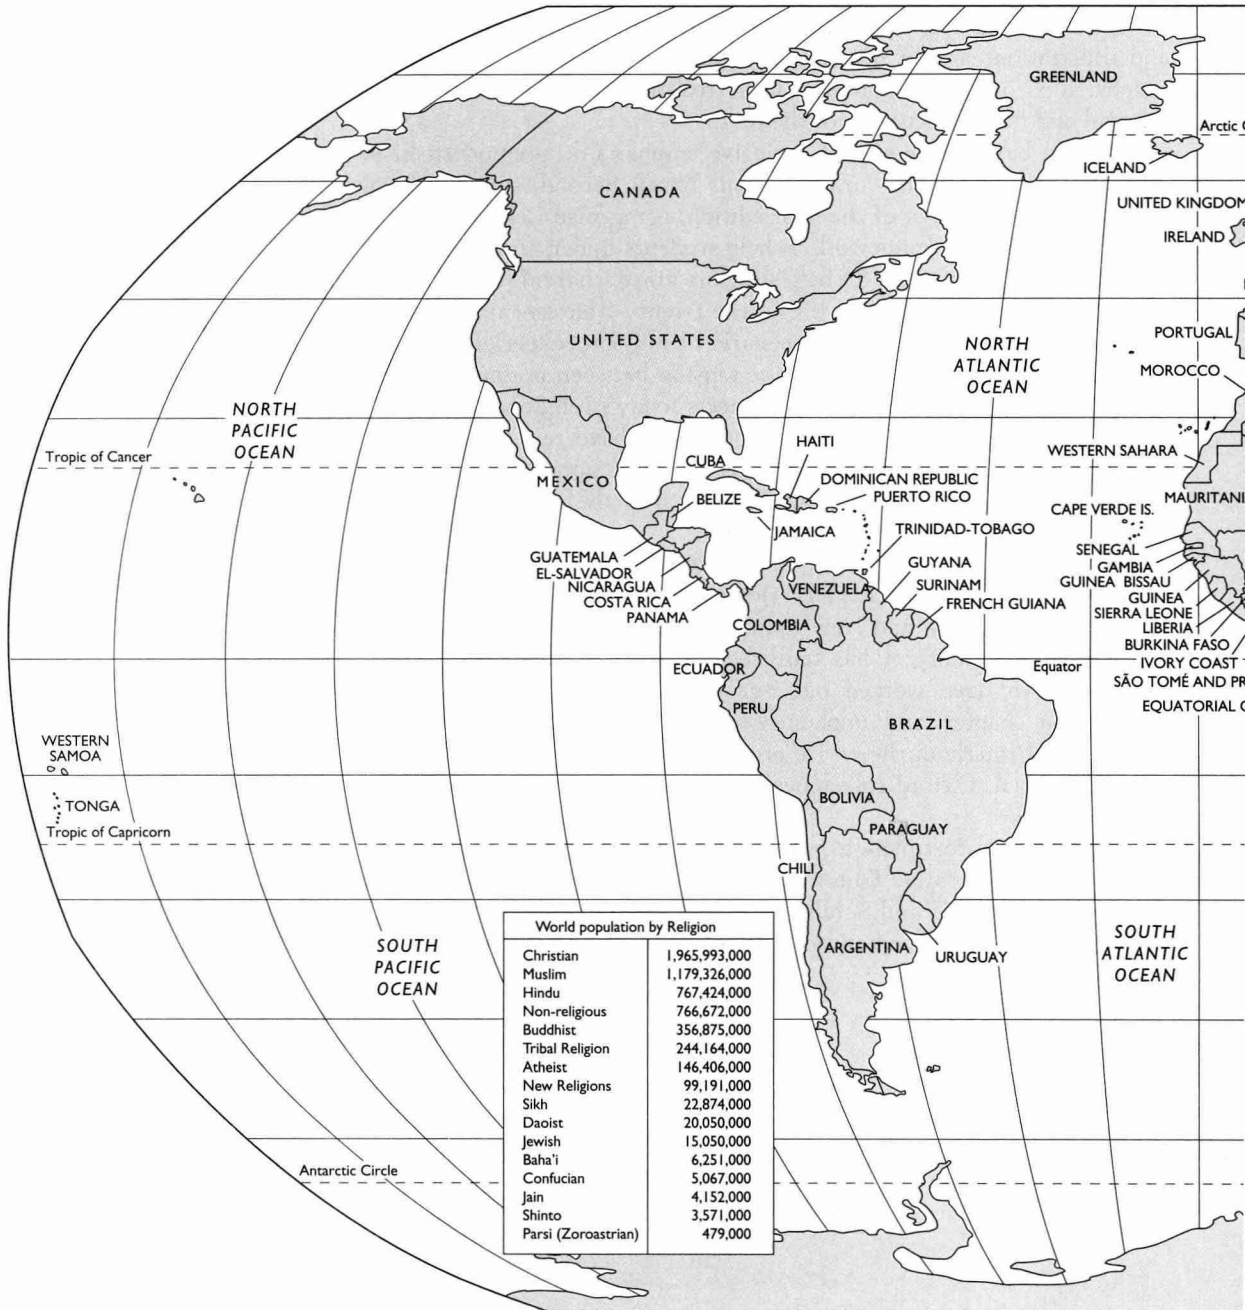 GREENLAND
Arctic C
ICELAND
CANADA
UNITED KINGDOM
IRELAND
UNITED STATES
PORTUGAL
NORTH
ATLANTIC
OCEAN
MOROCCO
NORTH
PACIFIC
OCEAN
HAITI
WESTERN SAHARA
Tropic of Cancer
CUBA
MEXICO
DOMINICAN REPUBLIC
PUERTO RICO
BELIZE
MAURITANI
CAPE VERDE IS.
JAMAICA
TRINIDAD-TOBAGO
SENEGAL
GUATEMALA
GAMBIA
EL-SALVADOR
GUYANA
GUINEA BISSAU
NICARAGUA
VENEZUELA
SURINAM
GUINEA
COSTA RICA
FRENCH GUIANA
SIERRA LEONE
PANAMA
COLOMBIA
LIBERIA
BURKINA FASO
IVORY COAST
ECUADOR
Equator
SÃO TOMÉ AND PR
PERU
BRAZIL
EQUATORIAL G
WESTERN
SAMOA
BOLIVIA
TONGA
Tropic of Capricorn
PARAGUAY
CHILI
ARGENTINA
URUGUAY
SOUTH
PACIFIC
OCEAN
SOUTH
ATLANTIC
OCEAN
World population by Religion
Christian 1,965,993,000
Muslim 1,179,326,000
Hindu 767,424,000
Non-religious 766,672,000
Buddhist 356,875,000
Tribal Religion 244,164,000
Atheist 146,406,000
New Religions 99,191,000
Sikh 22,874,000
Daoist 20,050,000
Jewish 15,050,000
Baha'i 6,251,000
Confucian 5,067,000
Jain 4,152,000
Shinto 3,571,000
Parsi (Zoroastrian) 479,000
Antarctic Circle